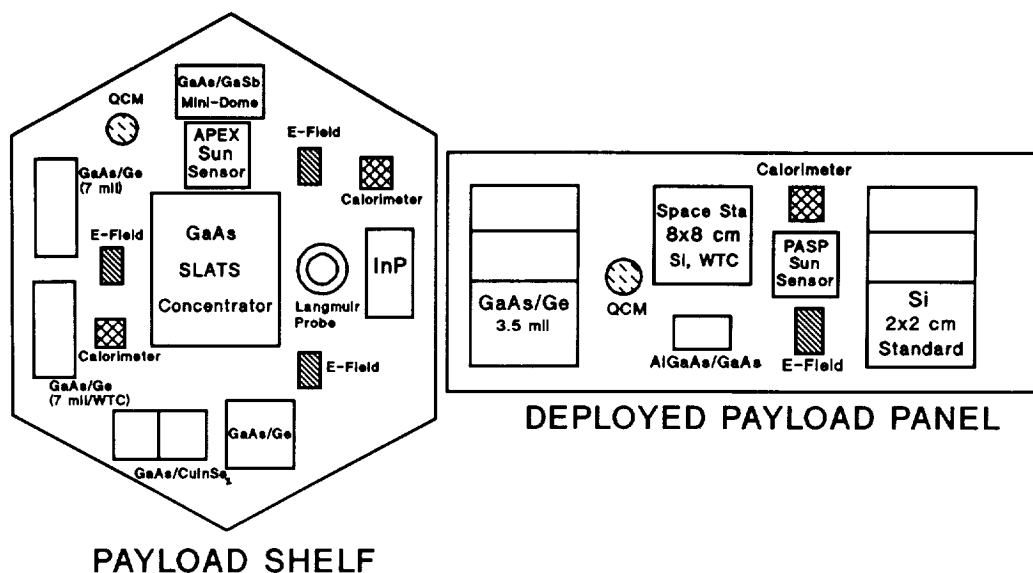 GaAs/GaSb
Mini-Dome
QCM
APEX
Sun
Sensor
E-Field
GaAs/Ge
(7 mil)
Calorimeter
E-Field
GaAs
SLATS
Concentrator
InP
Langmuir
Probe
Calorimeter
E-Field
GaAs/Ge
(7 mil/WTC)
GaAs/Ge
GaAs/CuInSe₂
PAYLOAD SHELF
Calorimeter
Space Sta
8x8 cm
Si, WTC
PASP
Sun
Sensor
GaAs/Ge
3.5 mil
QCM
Si
2x2 cm
Standard
AlGaAs/GaAs
E-Field
DEPLOYED PAYLOAD PANEL